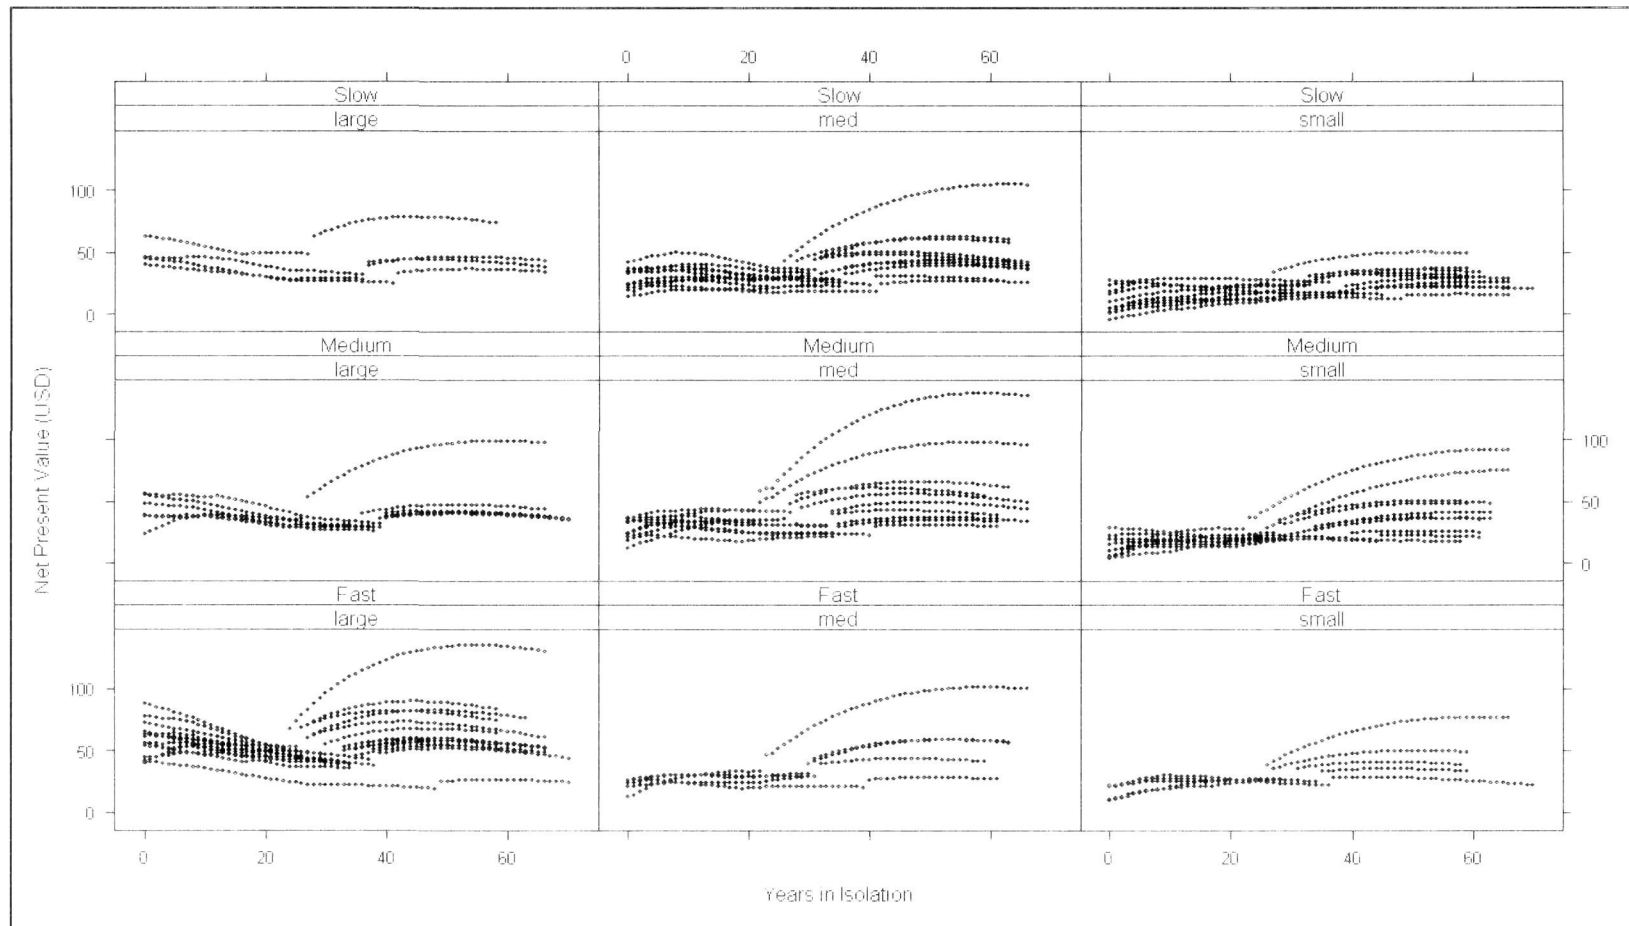 0 20 40 60
Slow Slow Slow
large med small
100
50
0
Medium Medium Medium
large med small
Net Present Value (USD)
100
50
0
Fast Fast Fast
large med small
100
50
0
0 20 40 60 0 20 40 60
Years in Isolation